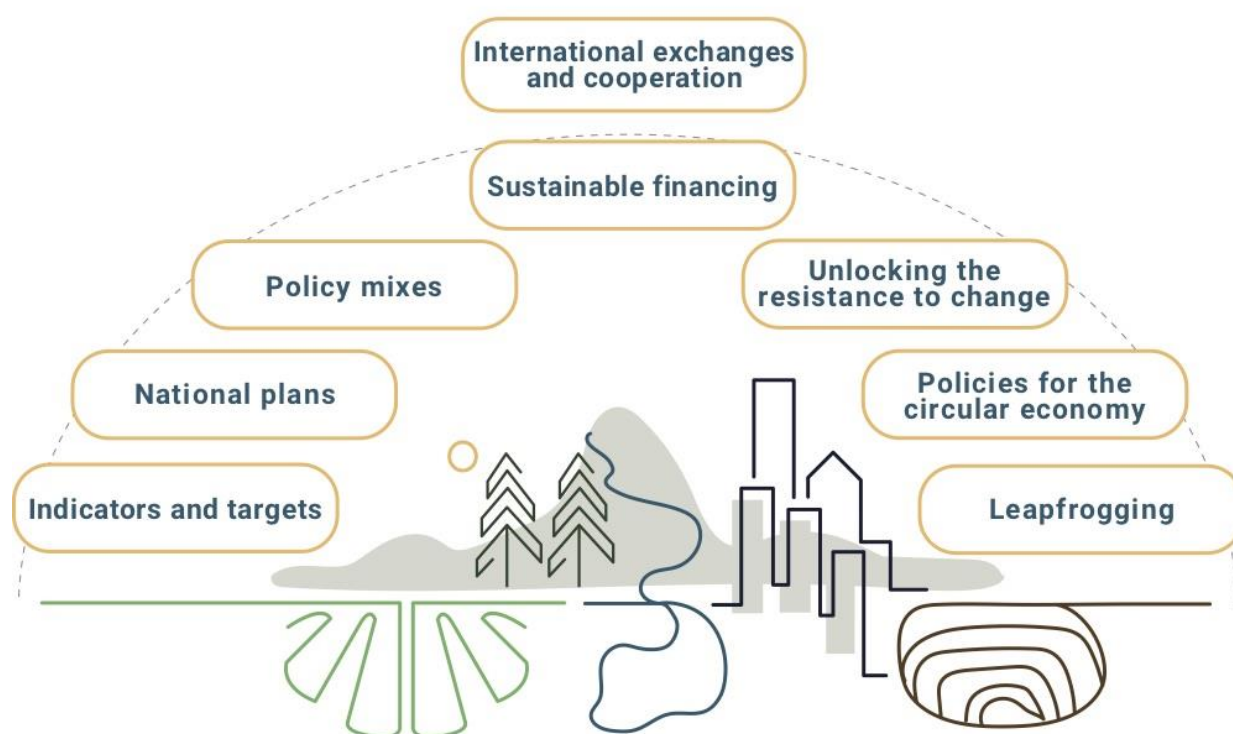 International exchanges
and cooperation
Sustainable financing
Policy mixes
Unlocking the
resistance to change
National plans
Policies for the
circular economy
Indicators and targets
Leapfrogging